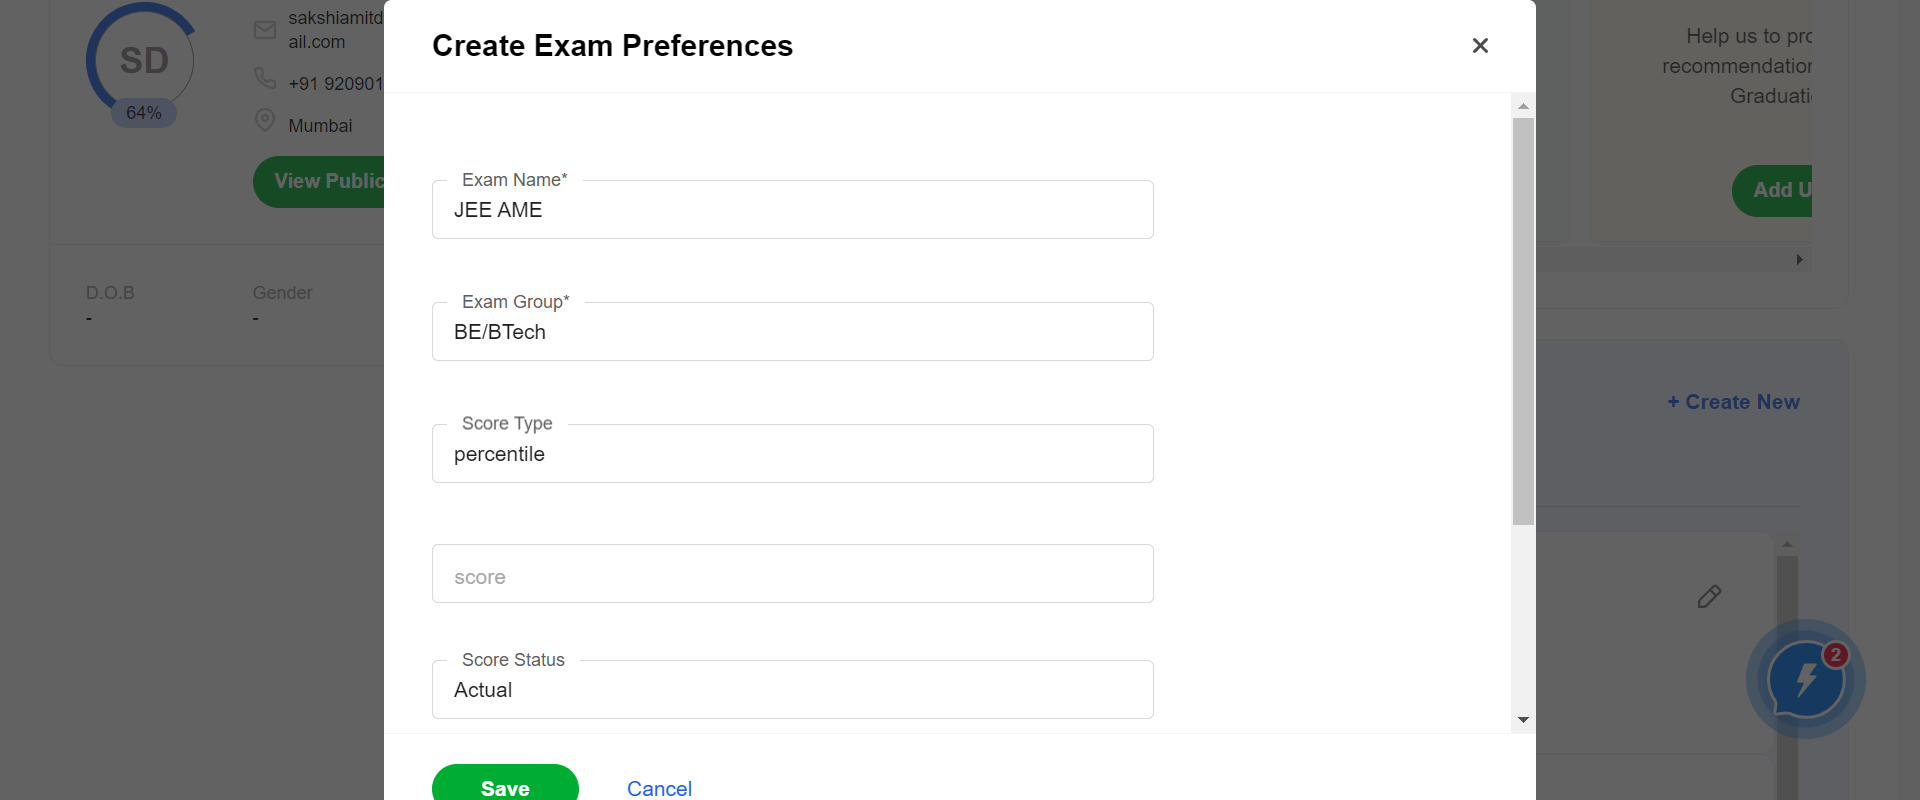 SD
64%
sakshiamitd
ail.com
+91 920901
Mumbai
View Public
D.O.B
-
Gender
-
Create Exam Preferences
Exam Name*
JEE AME
Exam Group*
BE/BTech
Score Type
percentile
score
Score Status
Actual
Save
Cancel
Help us to pro
recommendation
Graduati
Add U
+ Create New
2